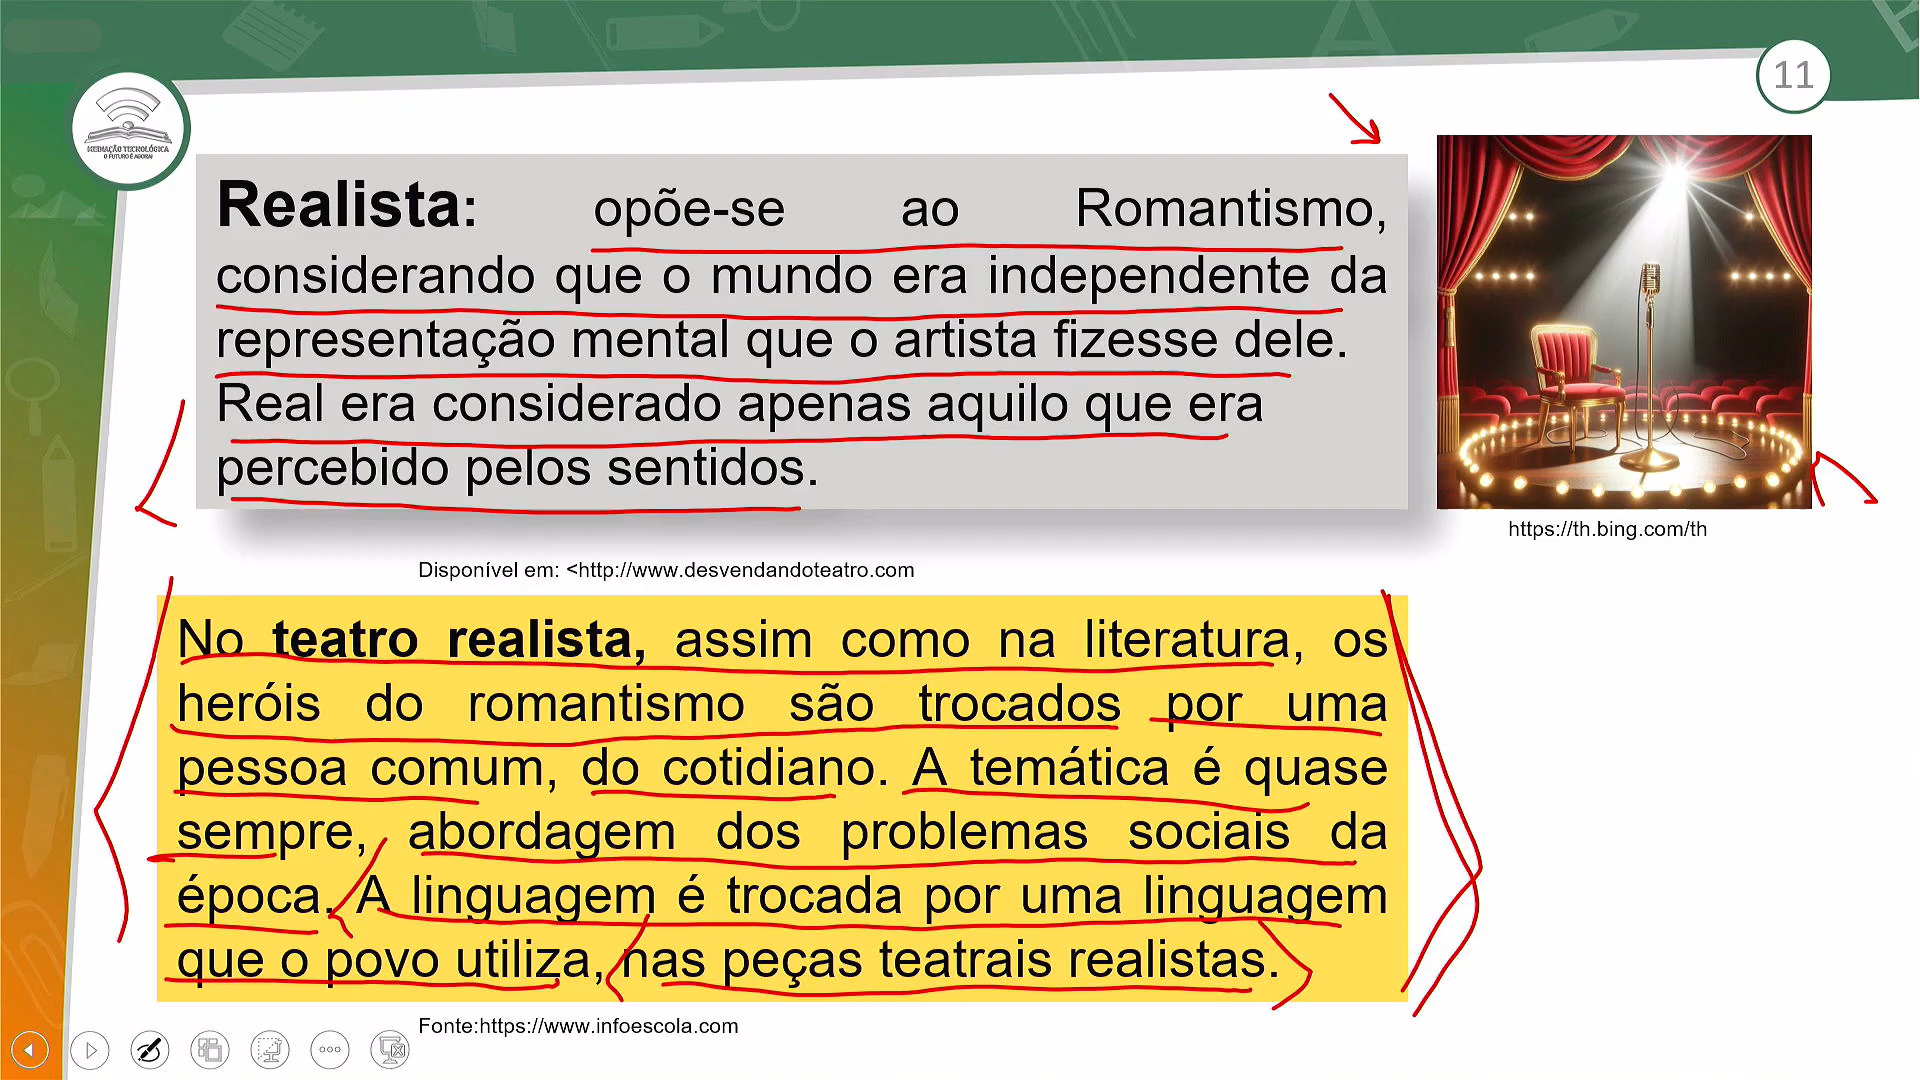 11
MEDIAÇÃO TECNOLÓGICA
O FUTURO É AGORA!
Realista: opõe-se ao Romantismo,
considerando que o mundo era independente da
representação mental que o artista fizesse dele.
Real era considerado apenas aquilo que era
percebido pelos sentidos.
https://th.bing.com/th
Disponível em: <http://www.desvendandoteatro.com
No teatro realista, assim como na literatura, os
heróis do romantismo são trocados por uma
pessoa comum, do cotidiano. A temática é quase
sempre, abordagem dos problemas sociais da
época. A linguagem é trocada por uma linguagem
que o povo utiliza, nas peças teatrais realistas.
Fonte:https://www.infoescola.com